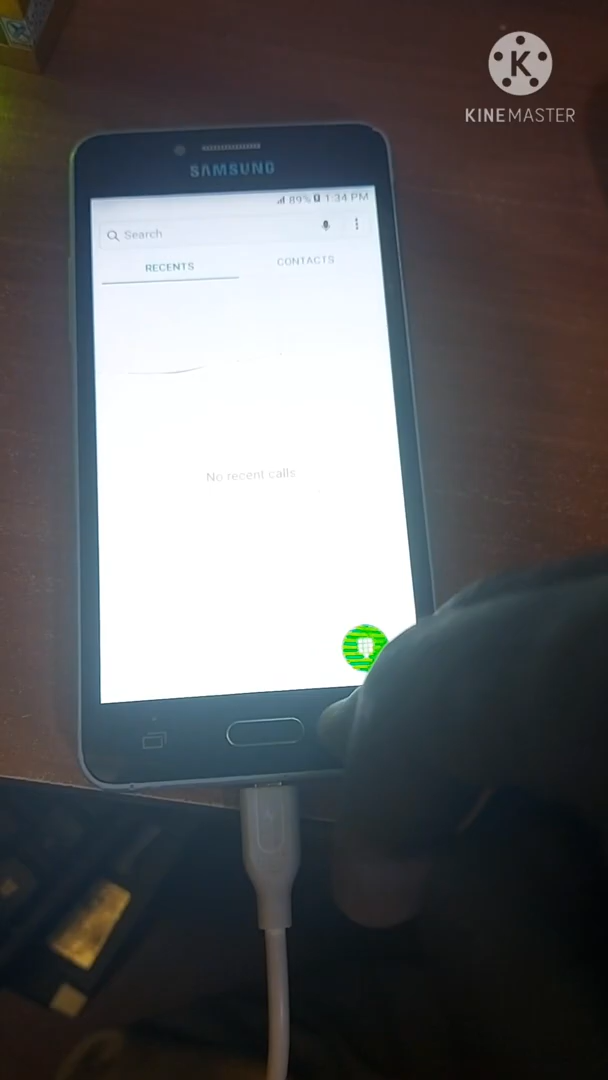 K
KINEMASTER
SAMSUNG
89% 1:34 PM
Search
RECENTS
CONTACTS
No recent calls